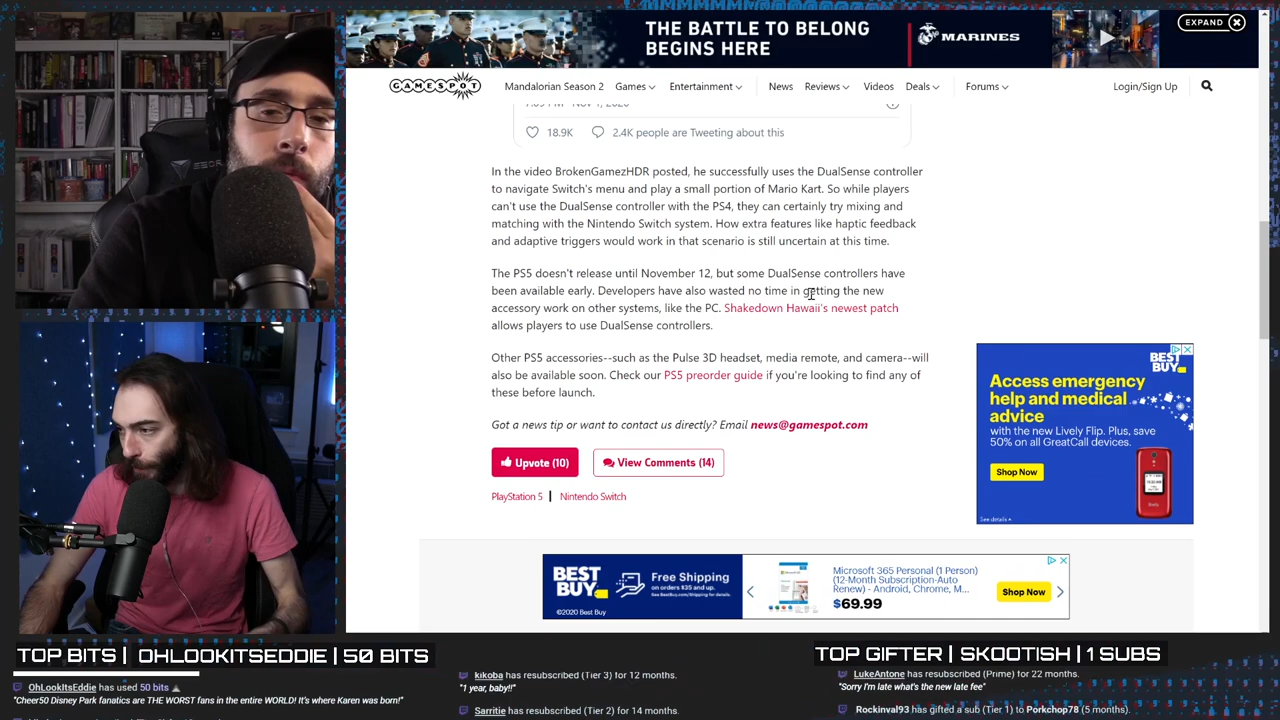 THE BATTLE TO BELONG
BEGINS HERE
MARINES
EXPAND
GAMESPOT
Mandalorian Season 2
Games
Entertainment
News
Reviews
Videos
Deals
Forums
Login/Sign Up
18.9K
2.4K people are Tweeting about this
In the video BrokenGamezHDR posted, he successfully uses the DualSense controller
to navigate Switch's menu and play a small portion of Mario Kart. So while players
can't use the DualSense controller with the PS4, they can certainly try mixing and
matching with the Nintendo Switch system. How extra features like haptic feedback
and adaptive triggers would work in that scenario is still uncertain at this time.
The PS5 doesn't release until November 12, but some DualSense controllers have
been available early. Developers have also wasted no time in getting the new
accessory work on other systems, like the PC. Shakedown Hawaii's newest patch
allows players to use DualSense controllers.
Other PS5 accessories--such as the Pulse 3D headset, media remote, and camera--will
also be available soon. Check our PS5 preorder guide if you're looking to find any of
these before launch.
Got a news tip or want to contact us directly? Email news@gamespot.com
Upvote (10)
View Comments (14)
PlayStation 5 | Nintendo Switch
BEST
BUY
Access emergency
help and medical
advice
with the new Lively Flip. Plus, save
50% on all GreatCall devices.
Shop Now
See details
BEST
BUY
©2020 Best Buy
Free Shipping
on orders $35 and up.
See BestBuy.com/Shipping for details.
Microsoft 365 Personal (1 Person)
(12-Month Subscription-Auto
Renew) - Android, Chrome, M...
$69.99
Shop Now
TOP BITS | OHLOOKITSEDDIE | 50 BITS
TOP GIFTER | SKOOTISH | 1 SUBS
OhLookItsEddie has used 50 bits
"Cheer50 Disney Park fanatics are THE WORST fans in the entire WORLD! It's where Karen was born!"
kikoba has resubscribed (Tier 3) for 12 months.
"1 year, baby!!"
Sarritie has resubscribed (Tier 2) for 14 months.
LukeAntone has resubscribed (Prime) for 22 months.
"Sorry I'm late what's the new late fee"
Rockinval93 has gifted a sub (Tier 1) to Porkchop78 (5 months).